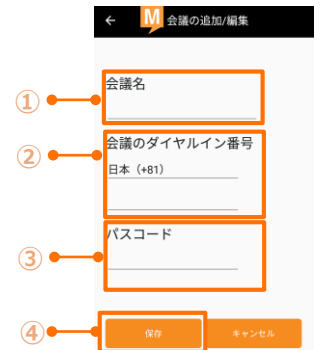 ← M 会議の追加/編集
① 会議名
② 会議のダイヤルイン番号
日本（+81）
③ パスコード
④ 保存 キャンセル